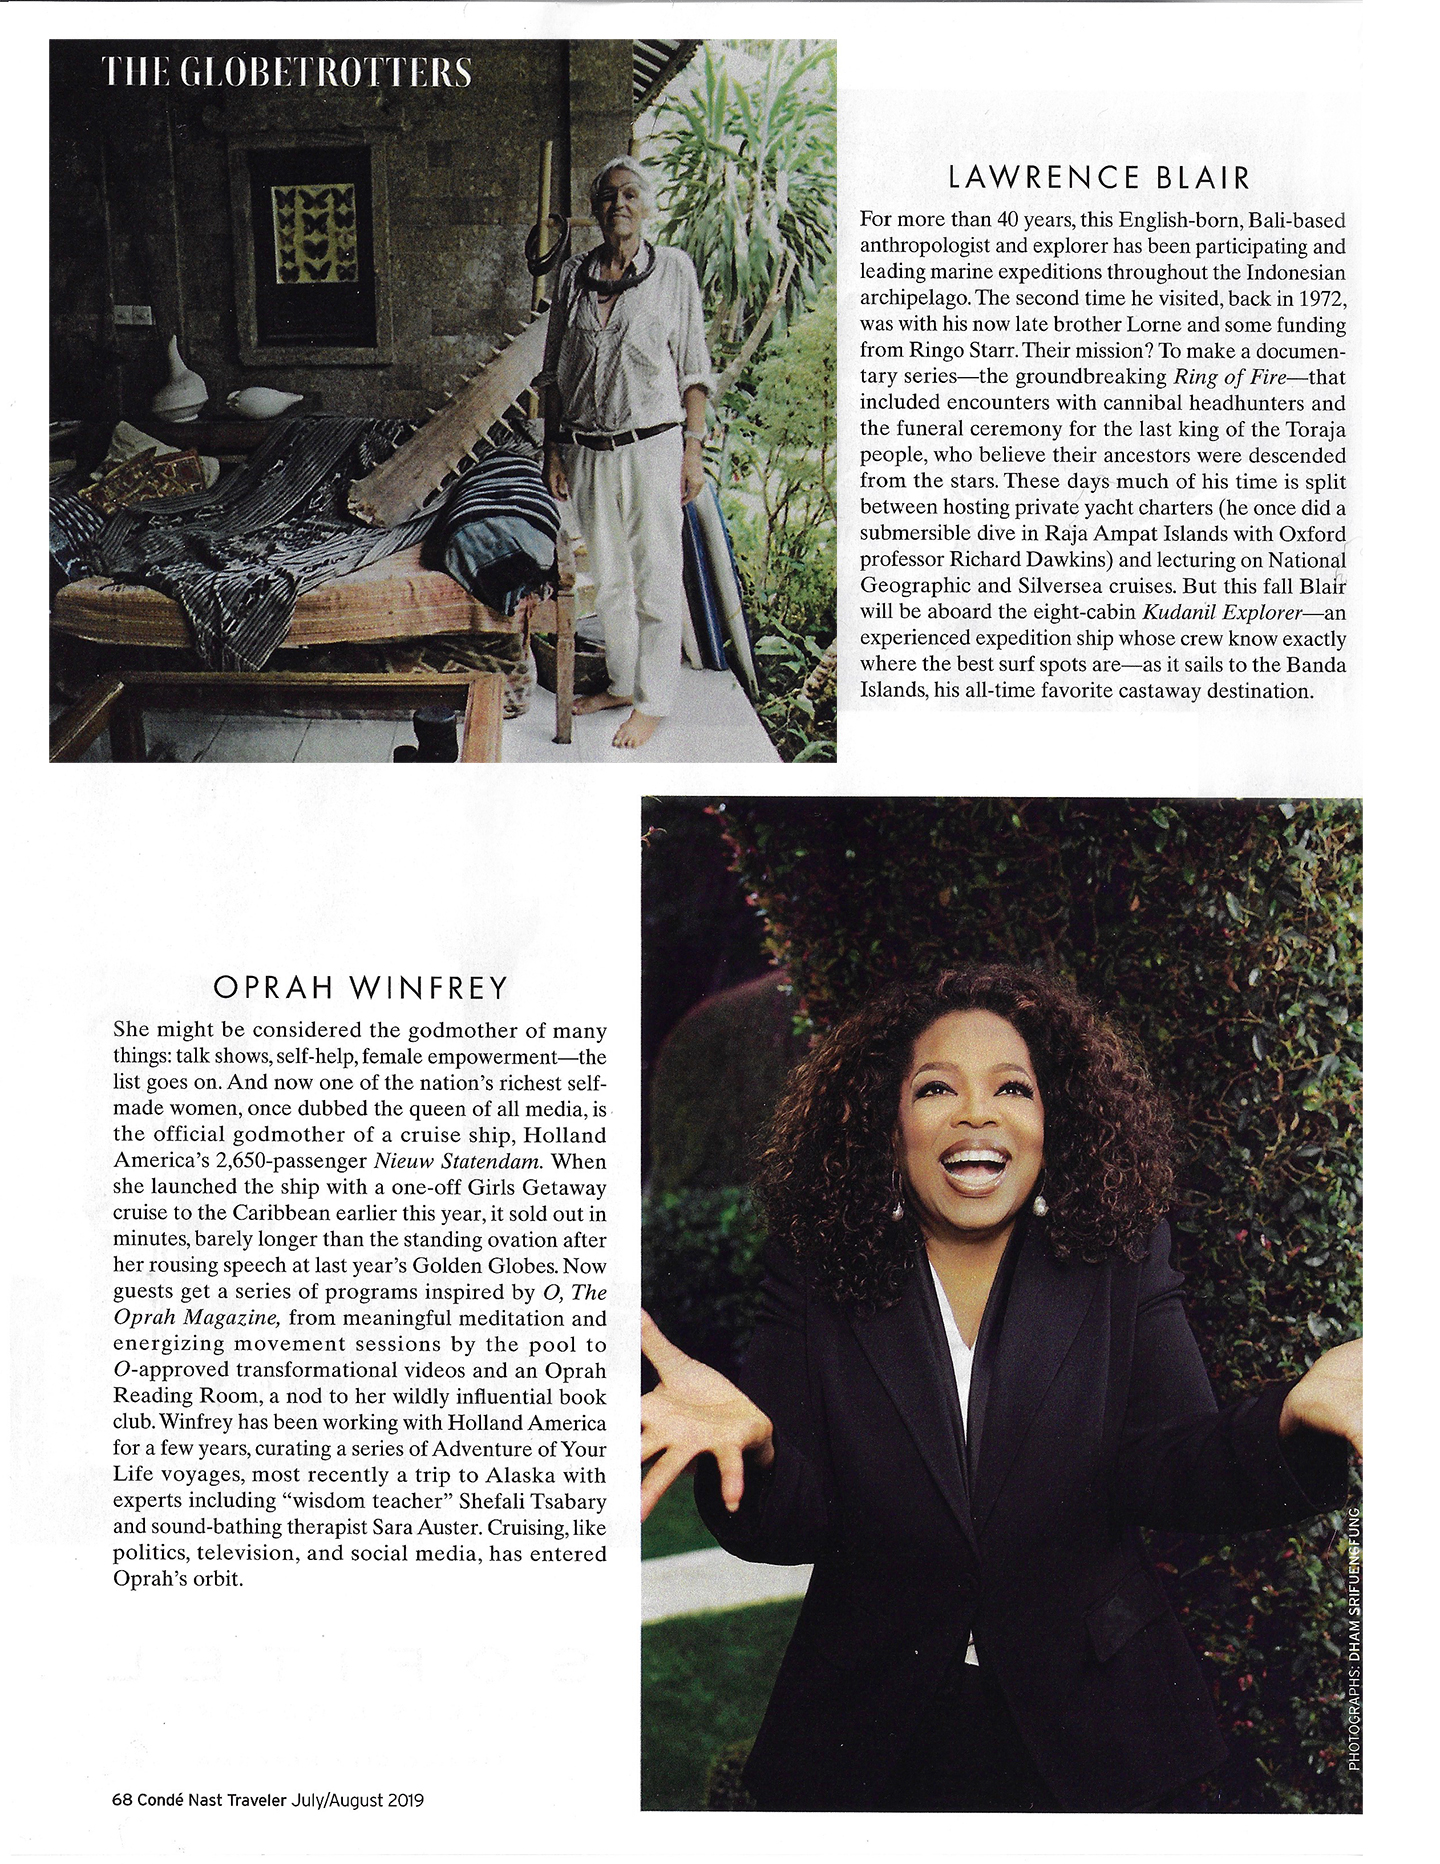 THE GLOBETROTTERS
LAWRENCE BLAIR
For more than 40 years, this English-born, Bali-based
anthropologist and explorer has been participating and
leading marine expeditions throughout the Indonesian
archipelago. The second time he visited, back in 1972,
was with his now late brother Lorne and some funding
from Ringo Starr. Their mission? To make a documen-
tary series—the groundbreaking Ring of Fire—that
included encounters with cannibal headhunters and
the funeral ceremony for the last king of the Toraja
people, who believe their ancestors were descended
from the stars. These days much of his time is split
between hosting private yacht charters (he once did a
submersible dive in Raja Ampat Islands with Oxford
professor Richard Dawkins) and lecturing on National
Geographic and Silversea cruises. But this fall Blair
will be aboard the eight-cabin Kudanil Explorer—an
experienced expedition ship whose crew know exactly
where the best surf spots are—as it sails to the Banda
Islands, his all-time favorite castaway destination.
OPRAH WINFREY
She might be considered the godmother of many
things: talk shows, self-help, female empowerment—the
list goes on. And now one of the nation's richest self-
made women, once dubbed the queen of all media, is
the official godmother of a cruise ship, Holland
America's 2,650-passenger Nieuw Statendam. When
she launched the ship with a one-off Girls Getaway
cruise to the Caribbean earlier this year, it sold out in
minutes, barely longer than the standing ovation after
her rousing speech at last year's Golden Globes. Now
guests get a series of programs inspired by O, The
Oprah Magazine, from meaningful meditation and
energizing movement sessions by the pool to
O-approved transformational videos and an Oprah
Reading Room, a nod to her wildly influential book
club. Winfrey has been working with Holland America
for a few years, curating a series of Adventure of Your
Life voyages, most recently a trip to Alaska with
experts including “wisdom teacher” Shefali Tsabary
and sound-bathing therapist Sara Auster. Cruising, like
politics, television, and social media, has entered
Oprah's orbit.
PHOTOGRAPHS: DHAM SRIFUENGFUNG
68 Condé Nast Traveler July/August 2019